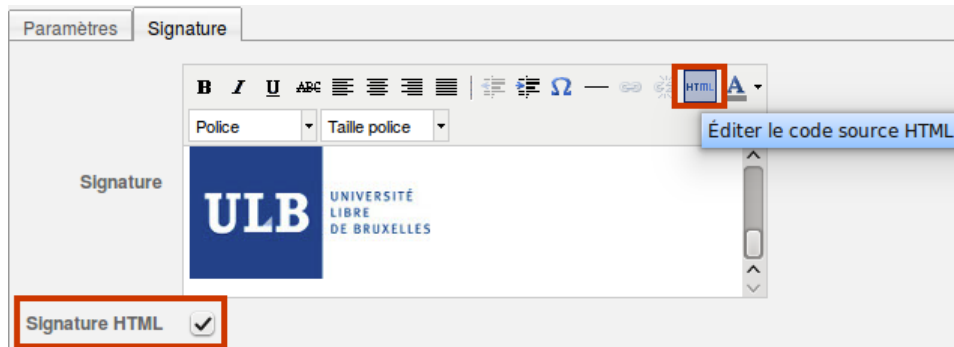 Paramètres Signature
B I U ABC Ω HTML A
Police Taille police
Éditer le code source HTML
Signature
ULB
UNIVERSITÉ
LIBRE
DE BRUXELLES
Signature HTML